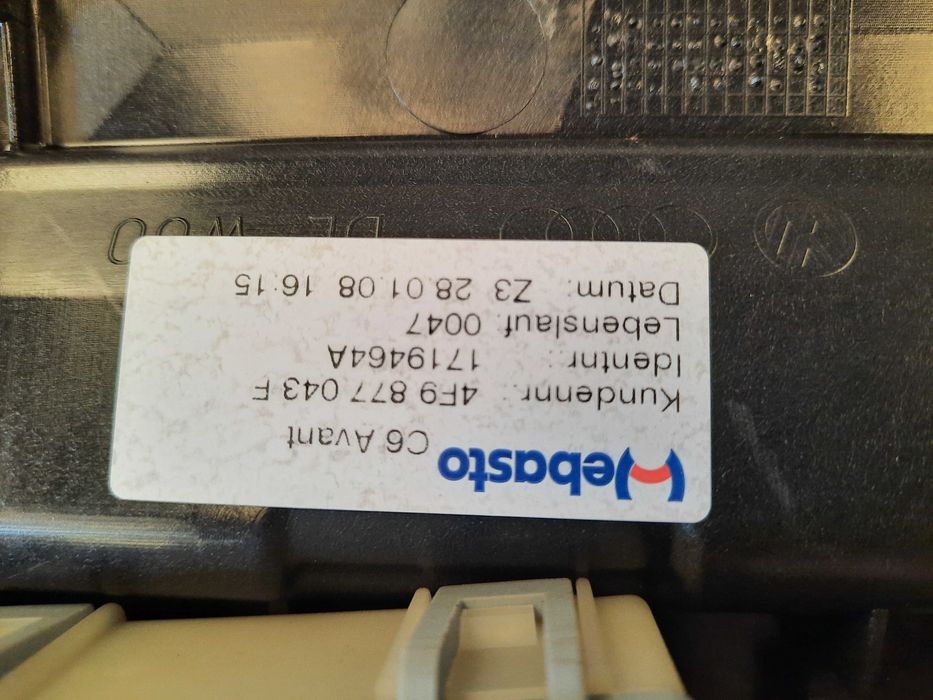 Webasto C6 Avant
Kundennr.: 4F9 877 043 F
Identnr.: 1719464A
Lebenslauf: 0047
Datum: Z3 28.01.08 16:15